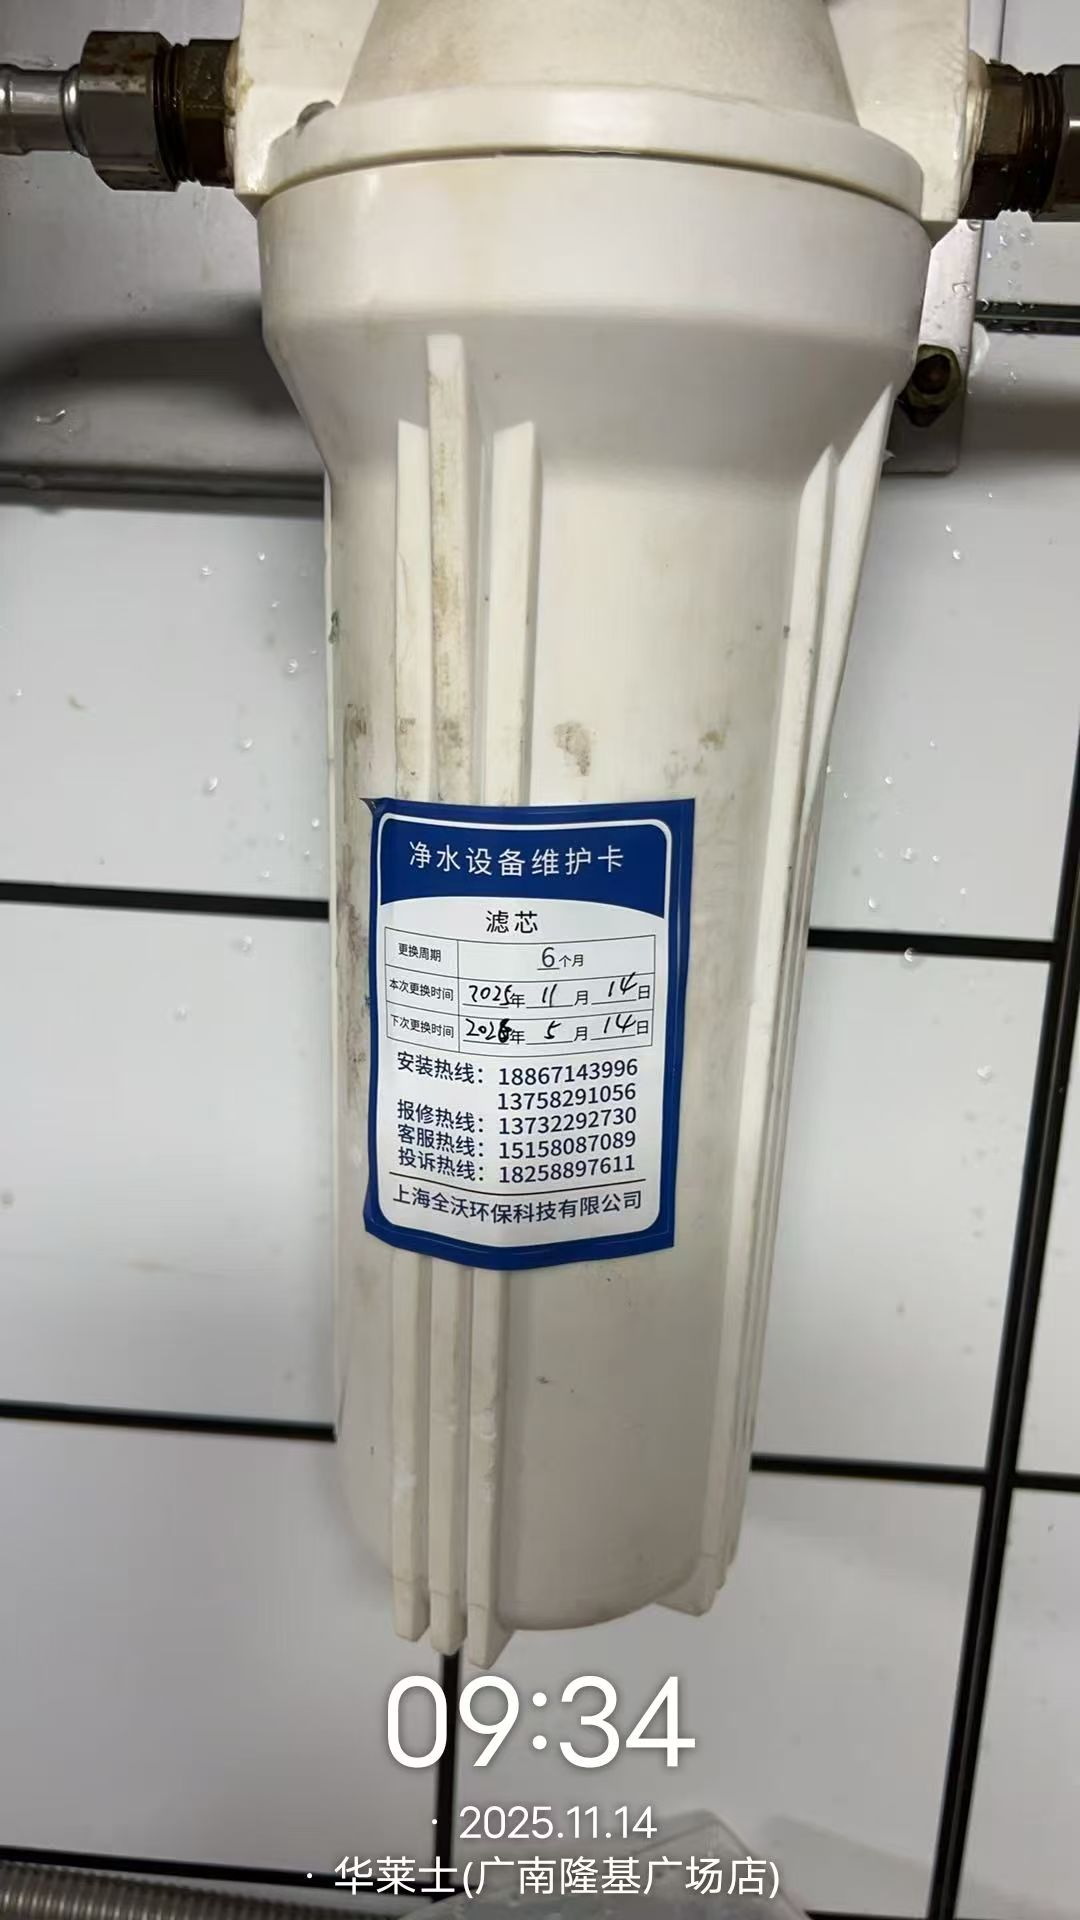 净水设备维护卡
滤芯
更换周期 6个月
本次更换时间 2025年 11 月 14日
下次更换时间 2026年 5 月 14日
安装热线：18867143996
13758291056
报修热线：13732292730
客服热线：15158087089
投诉热线：18258897611
上海全沃环保科技有限公司
09:34
· 2025.11.14
· 华莱士(广南隆基广场店)